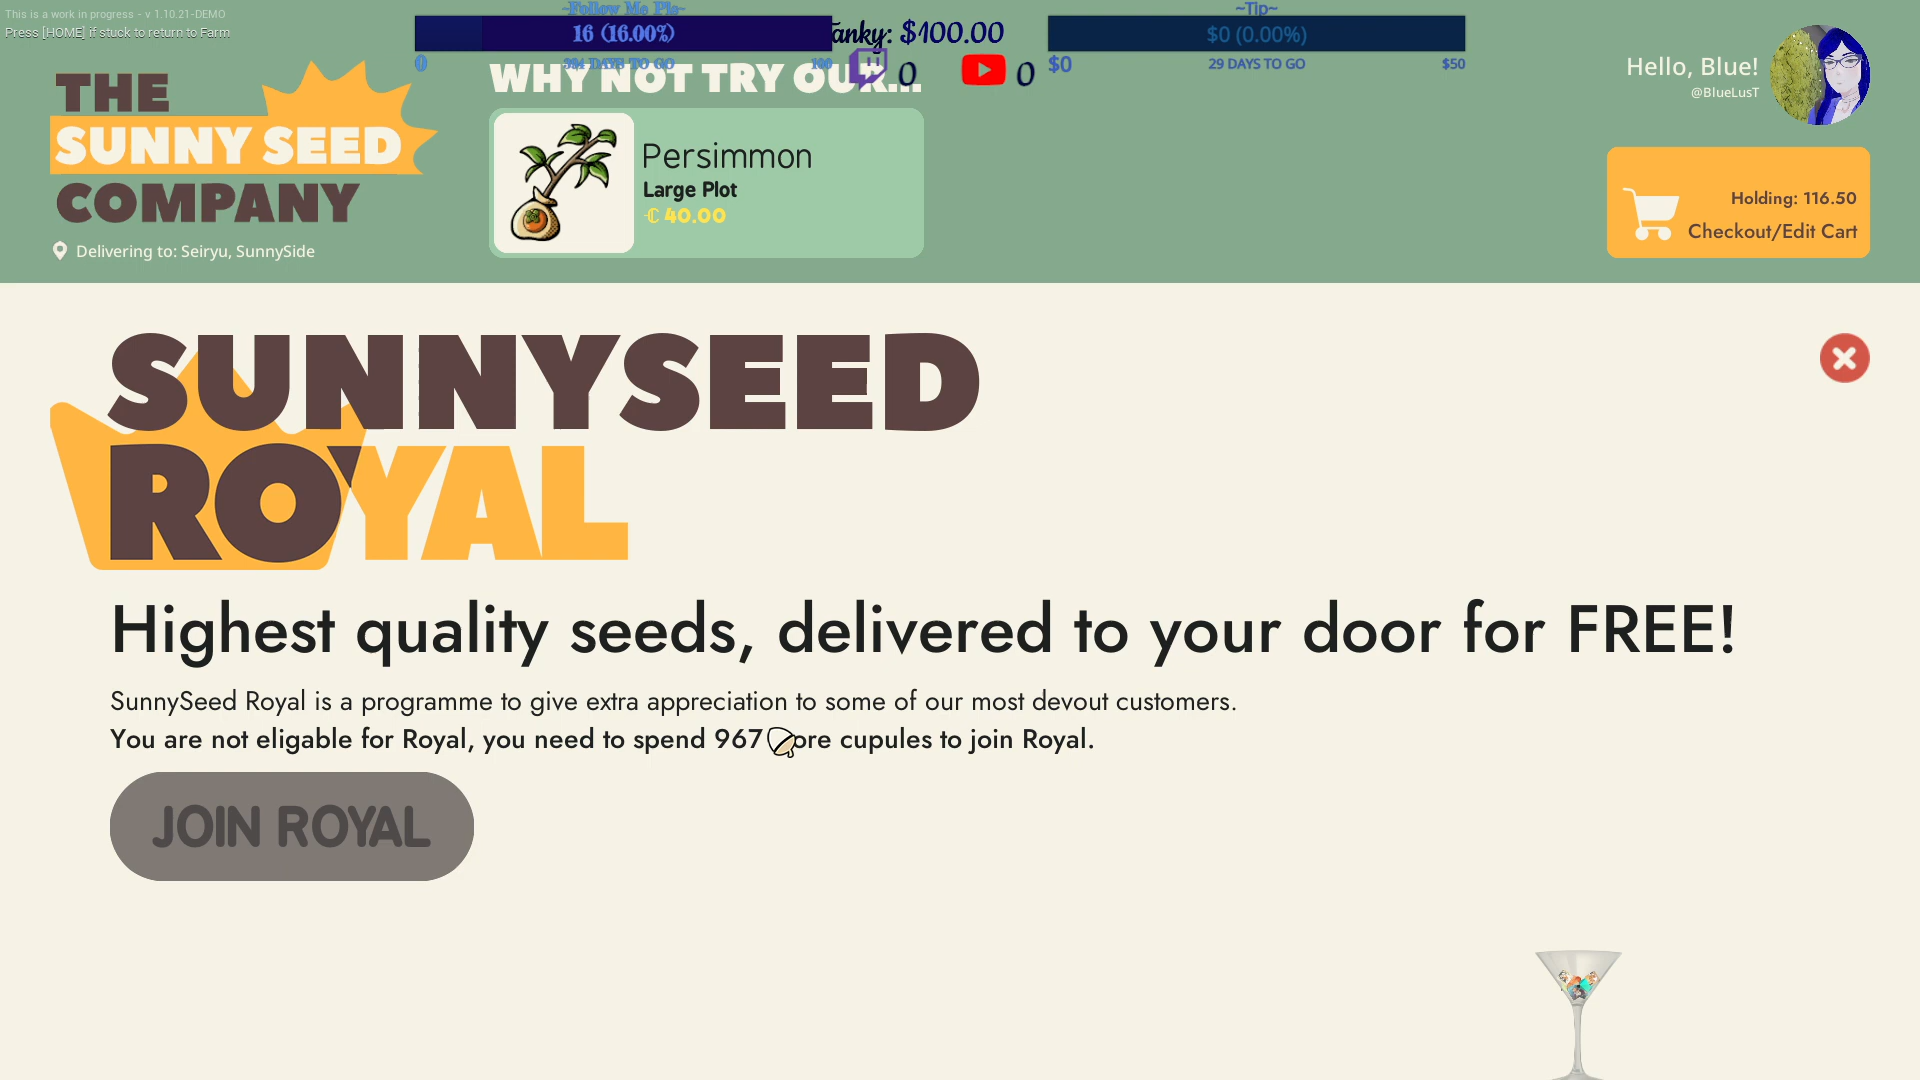 This is a work in progress - v 1.10.21-DEMO
Press [HOME] if stuck to return to Farm
~Follow Me Pls~
16 (16.00%)
0
384 DAYS TO GO
100
$100.00
0
0
~Tip~
$0 (0.00%)
$0
29 DAYS TO GO
$50
Hello, Blue!
@BlueLusT
THE
SUNNY SEED
COMPANY
Delivering to: Seiryu, SunnySide
WHY NOT TRY OUR...
Persimmon
Large Plot
40.00
Holding: 116.50
Checkout/Edit Cart
SUNNYSEED
ROYAL
Highest quality seeds, delivered to your door for FREE!
SunnySeed Royal is a programme to give extra appreciation to some of our most devout customers.
You are not eligable for Royal, you need to spend 967 more cupules to join Royal.
JOIN ROYAL